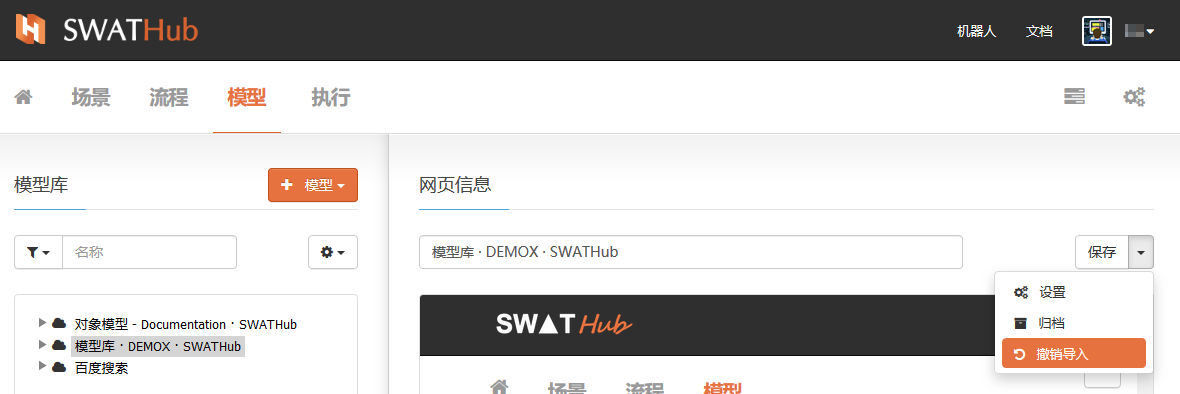 SWATHub
机器人 文档
场景 流程 模型 执行
模型库
模型
网页信息
名称
模型库 · DEMOX · SWATHub
保存
设置
归档
撤销导入
对象模型 - Documentation · SWATHub
模型库 · DEMOX · SWATHub
百度搜索
SWAT Hub
场景 流程 模型